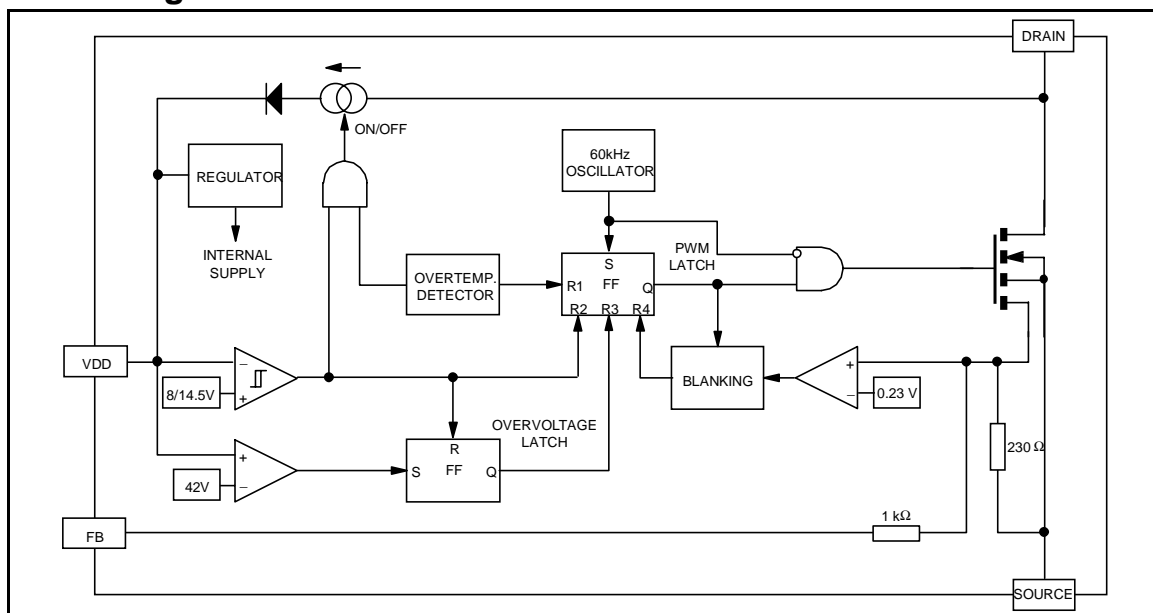 DRAIN
ON/OFF
REGULATOR
INTERNAL
SUPPLY
60kHz
OSCILLATOR
PWM
LATCH
OVERTEMP.
DETECTOR
S
FF
Q
R1
R2 R3 R4
VDD
8/14.5V
−
+
BLANKING
+
−
0.23 V
230 Ω
OVERVOLTAGE
LATCH
R
FF
S
Q
+
−
42V
FB
1 kΩ
SOURCE